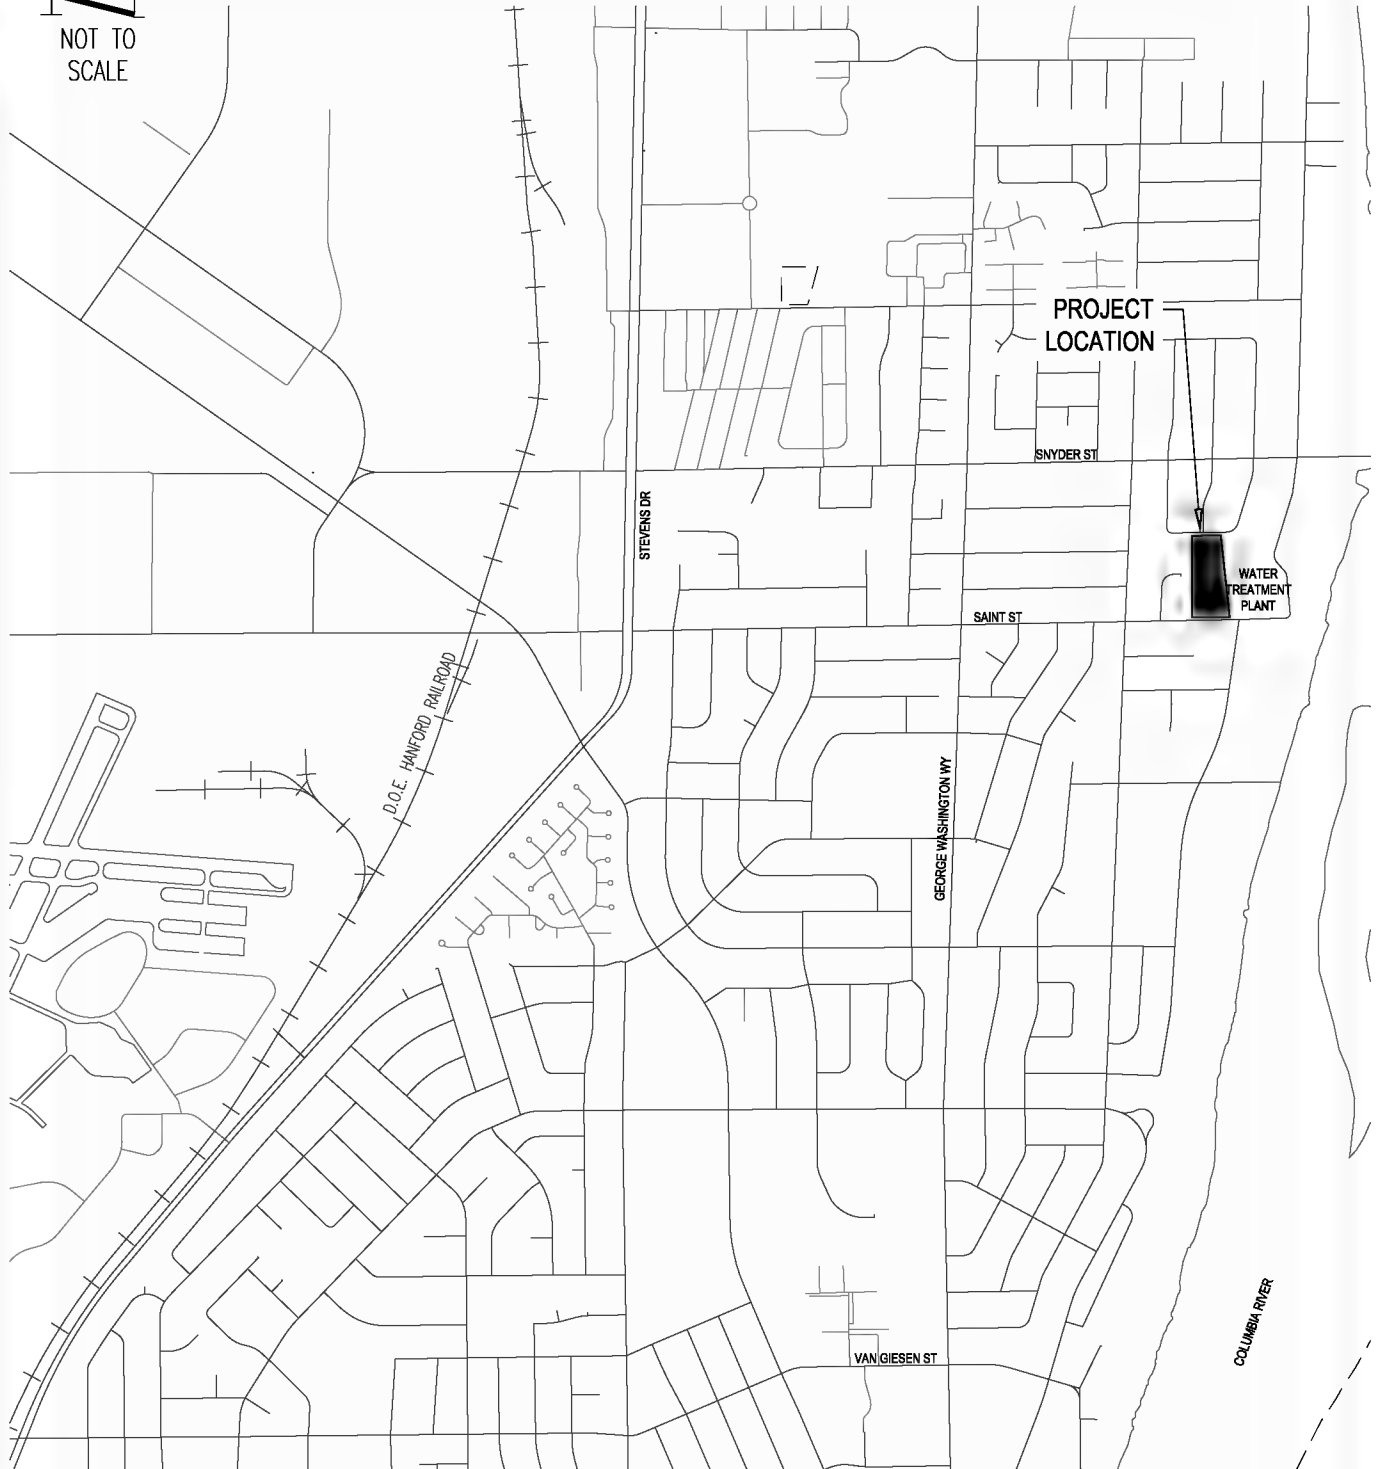 NOT TO
SCALE
PROJECT
LOCATION
SNYDER ST
STEVENS DR
WATER
TREATMENT
PLANT
SAINT ST
D.O.E. HANFORD RAILROAD
GEORGE WASHINGTON WY
COLUMBIA RIVER
VAN GIESEN ST